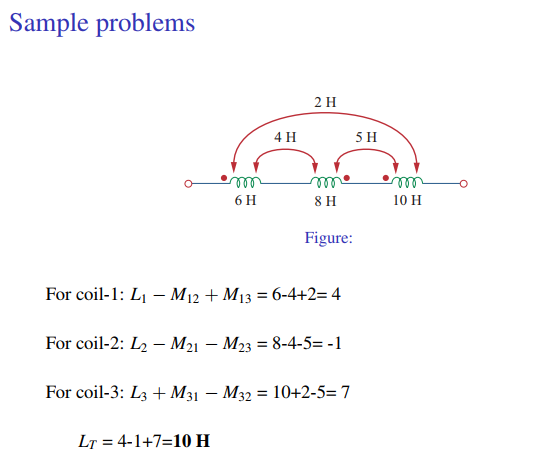 Sample problems
2 H
4 H 5 H
6 H 8 H 10 H
Figure:
For coil-1: L₁ − M₁₂ + M₁₃ = 6-4+2= 4
For coil-2: L₂ − M₂₁ − M₂₃ = 8-4-5= -1
For coil-3: L₃ + M₃₁ − M₃₂ = 10+2-5= 7
L_T = 4-1+7=10 H